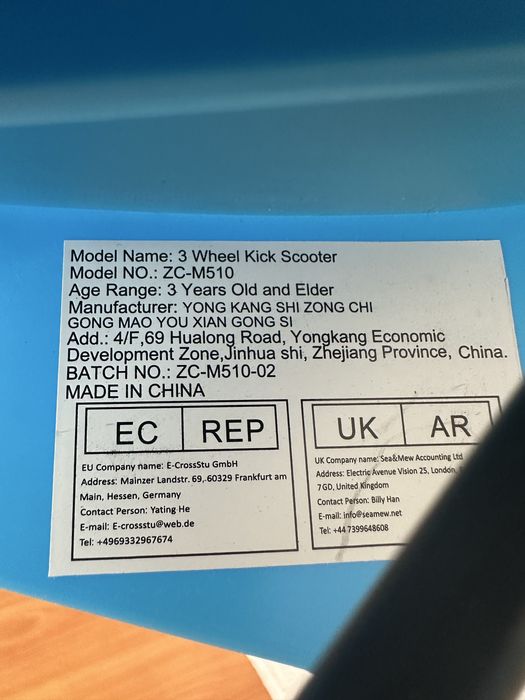 Model Name: 3 Wheel Kick Scooter
Model NO.: ZC-M510
Age Range: 3 Years Old and Elder
Manufacturer: YONG KANG SHI ZONG CHI
GONG MAO YOU XIAN GONG SI
Add.: 4/F,69 Hualong Road, Yongkang Economic
Development Zone,Jinhua shi, Zhejiang Province, China.
BATCH NO.: ZC-M510-02
MADE IN CHINA
EC REP
EU Company name: E-CrossStu GmbH
Address: Mainzer Landstr. 69,.60329 Frankfurt am
Main, Hessen, Germany
Contact Person: Yating He
E-mail: E-crossstu@web.de
Tel: +4969332967674
UK AR
UK Company name: Sea&Mew Accounting Ltd
Address: Electric Avenue Vision 25, London,
7GD, United Kingdom
Contact Person: Billy Han
E-mail: info@seamew.net
Tel: +44 7399648608